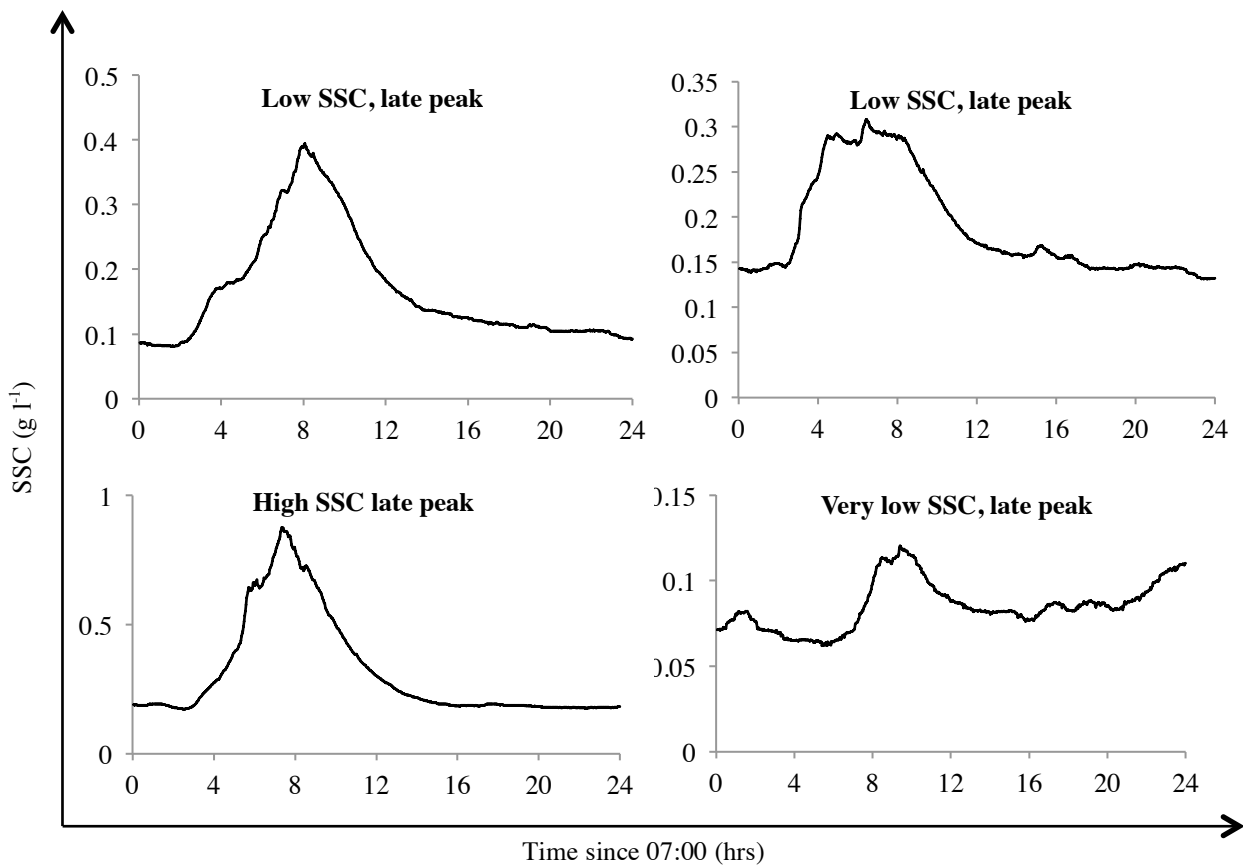 Low SSC, late peak
0.5
0.4
0.3
0.2
0.1
0
0 4 8 12 16 20 24
Low SSC, late peak
0.35
0.3
0.25
0.2
0.15
0.1
0.05
0
0 4 8 12 16 20 24
High SSC late peak
1
0.5
0
0 4 8 12 16 20 24
Very low SSC, late peak
).15
0.1
).05
0
0 4 8 12 16 20 24
SSC (g l-1)
Time since 07:00 (hrs)